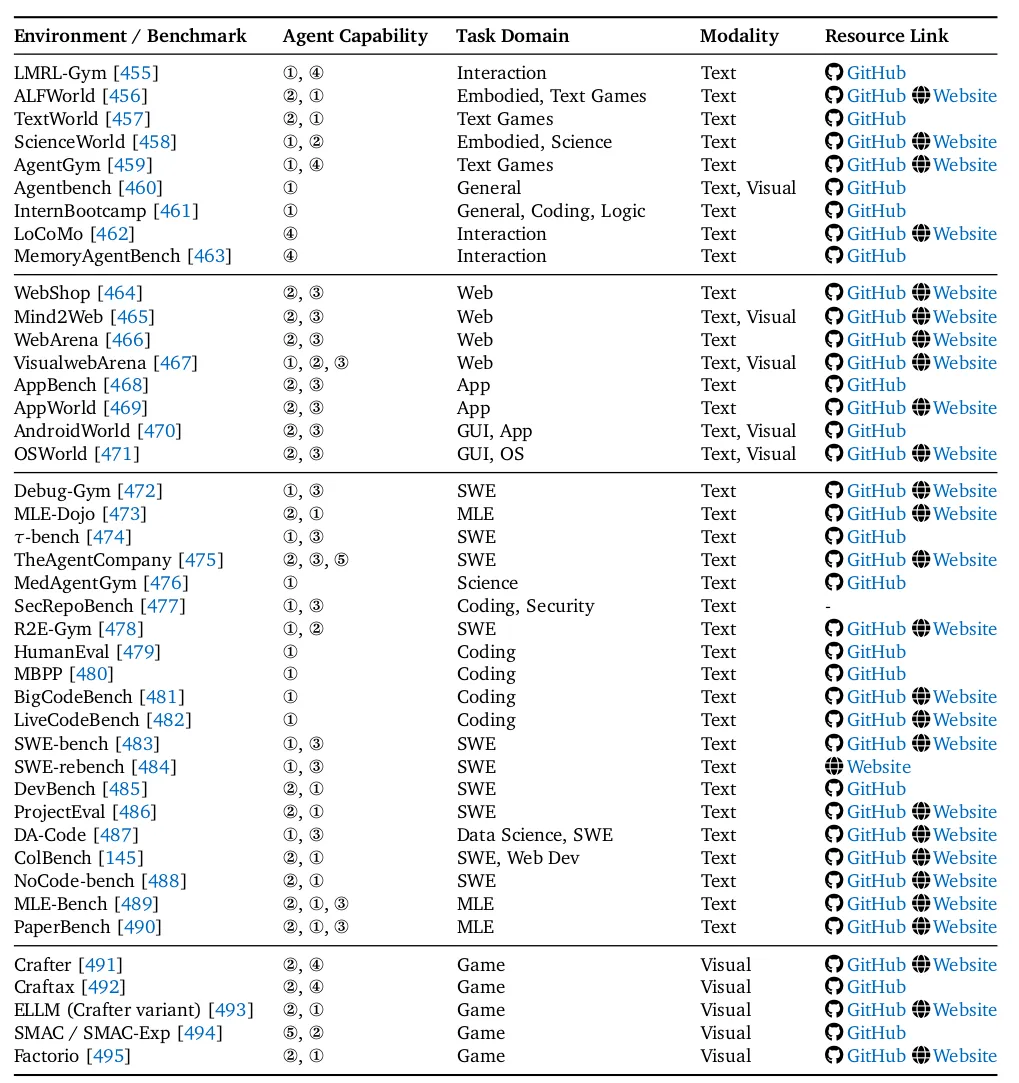 Environment / Benchmark Agent Capability Task Domain Modality Resource Link
LMRL-Gym [455] ①, ④ Interaction Text GitHub
ALFWorld [456] ②, ① Embodied, Text Games Text GitHub Website
TextWorld [457] ②, ① Text Games Text GitHub
ScienceWorld [458] ①, ② Embodied, Science Text GitHub Website
AgentGym [459] ①, ④ Text Games Text GitHub Website
Agentbench [460] ① General Text, Visual GitHub
InternBootcamp [461] ① General, Coding, Logic Text GitHub
LoCoMo [462] ④ Interaction Text GitHub Website
MemoryAgentBench [463] ④ Interaction Text GitHub
WebShop [464] ②, ③ Web Text GitHub Website
Mind2Web [465] ②, ③ Web Text, Visual GitHub Website
WebArena [466] ②, ③ Web Text GitHub Website
VisualwebArena [467] ①, ②, ③ Web Text, Visual GitHub Website
AppBench [468] ②, ③ App Text GitHub
AppWorld [469] ②, ③ App Text GitHub Website
AndroidWorld [470] ②, ③ GUI, App Text, Visual GitHub
OSWorld [471] ②, ③ GUI, OS Text, Visual GitHub Website
Debug-Gym [472] ①, ③ SWE Text GitHub Website
MLE-Dojo [473] ②, ① MLE Text GitHub Website
τ-bench [474] ①, ③ SWE Text GitHub
TheAgentCompany [475] ②, ③, ⑤ SWE Text GitHub Website
MedAgentGym [476] ① Science Text GitHub
SecRepoBench [477] ①, ③ Coding, Security Text -
R2E-Gym [478] ①, ② SWE Text GitHub Website
HumanEval [479] ① Coding Text GitHub
MBPP [480] ① Coding Text GitHub
BigCodeBench [481] ① Coding Text GitHub Website
LiveCodeBench [482] ① Coding Text GitHub Website
SWE-bench [483] ①, ③ SWE Text GitHub Website
SWE-rebench [484] ①, ③ SWE Text Website
DevBench [485] ②, ① SWE Text GitHub
ProjectEval [486] ②, ① SWE Text GitHub Website
DA-Code [487] ①, ③ Data Science, SWE Text GitHub Website
ColBench [145] ②, ① SWE, Web Dev Text GitHub Website
NoCode-bench [488] ②, ① SWE Text GitHub Website
MLE-Bench [489] ②, ①, ③ MLE Text GitHub Website
PaperBench [490] ②, ①, ③ MLE Text GitHub Website
Crafter [491] ②, ④ Game Visual GitHub Website
Craftax [492] ②, ④ Game Visual GitHub
ELLM (Crafter variant) [493] ②, ① Game Visual GitHub Website
SMAC / SMAC-Exp [494] ⑤, ② Game Visual GitHub
Factorio [495] ②, ① Game Visual GitHub Website